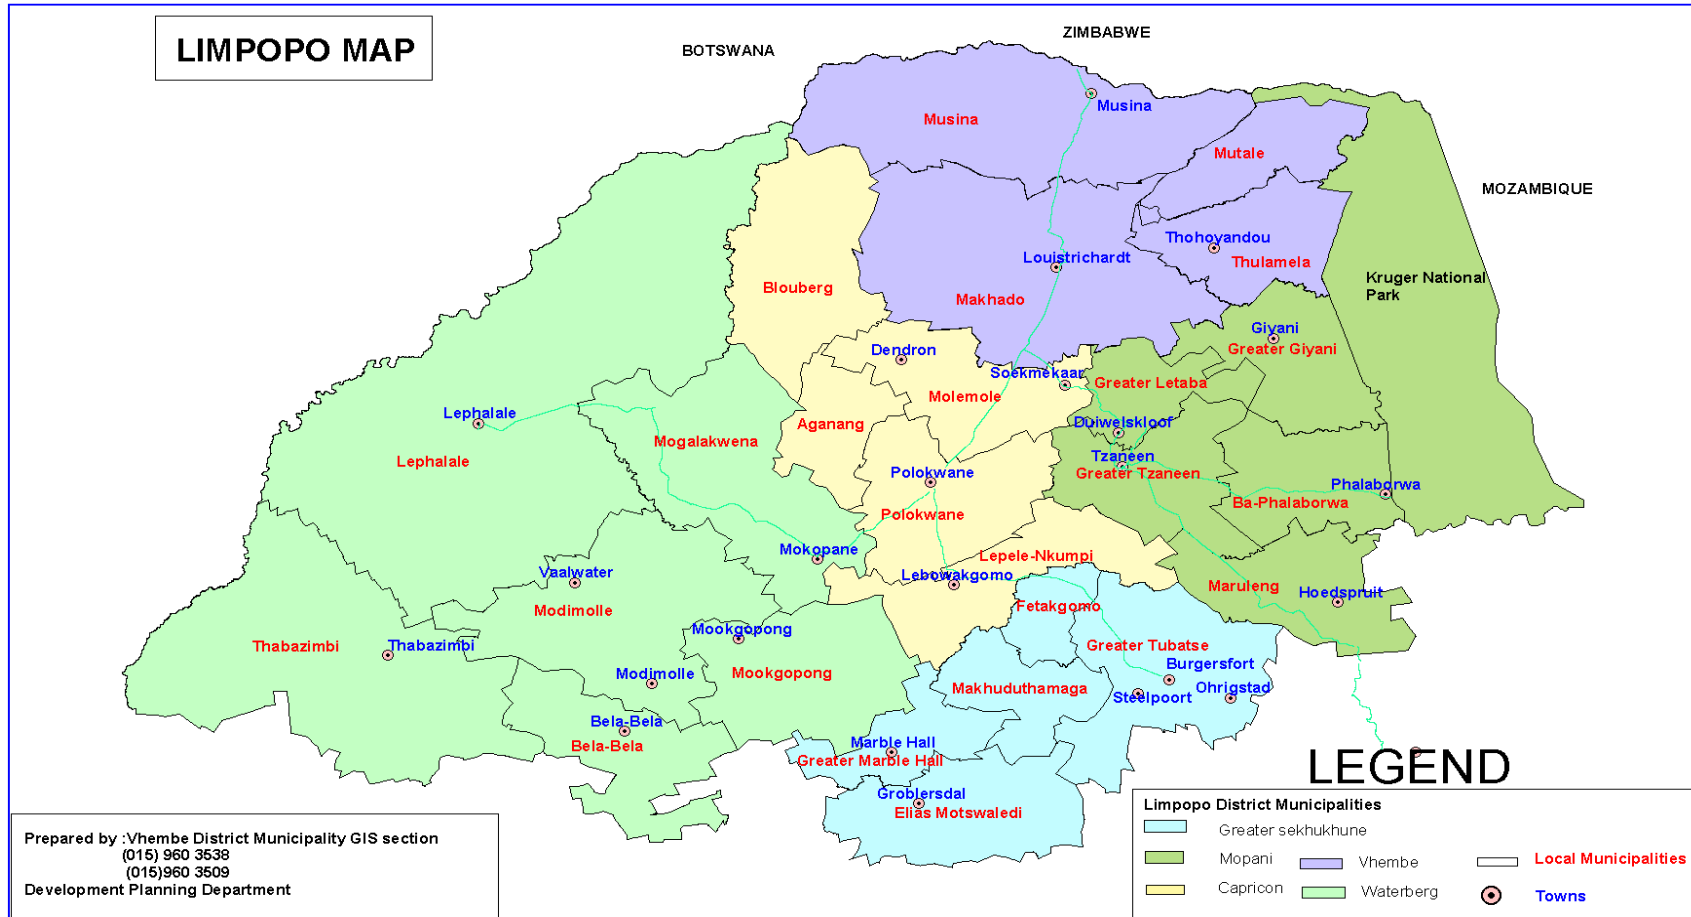 LIMPOPO MAP
BOTSWANA
ZIMBABWE
MOZAMBIQUE
Musina
Musina
Mutale
Thohoyandou
Thulamela
Louistrichardt
Makhado
Kruger National
Park
Blouberg
Giyani
Greater Giyani
Dendron
Soekmekaar
Molemole
Greater Letaba
Aganang
Duiwelskloof
Lephalale
Lephalale
Mogalakwena
Tzaneen
Greater Tzaneen
Polokwane
Polokwane
Phalaborwa
Ba-Phalaborwa
Mokopane
Lepele-Nkumpi
Lebowakgomo
Vaalwater
Modimolle
Maruleng
Hoedspruit
Fetakgomo
Thabazimbi
Thabazimbi
Mookgopong
Mookgopong
Greater Tubatse
Burgersfort
Modimolle
Makhuduthamaga
Steelpoort
Ohrigstad
Bela-Bela
Bela-Bela
Marble Hall
Greater Marble Hall
Groblersdal
Elias Motswaledi
LEGEND
Limpopo District Municipalities
Greater sekhukhune
Mopani
Vhembe
Local Municipalities
Capricon
Waterberg
Towns
Prepared by :Vhembe District Municipality GIS section
(015) 960 3538
(015)960 3509
Development Planning Department